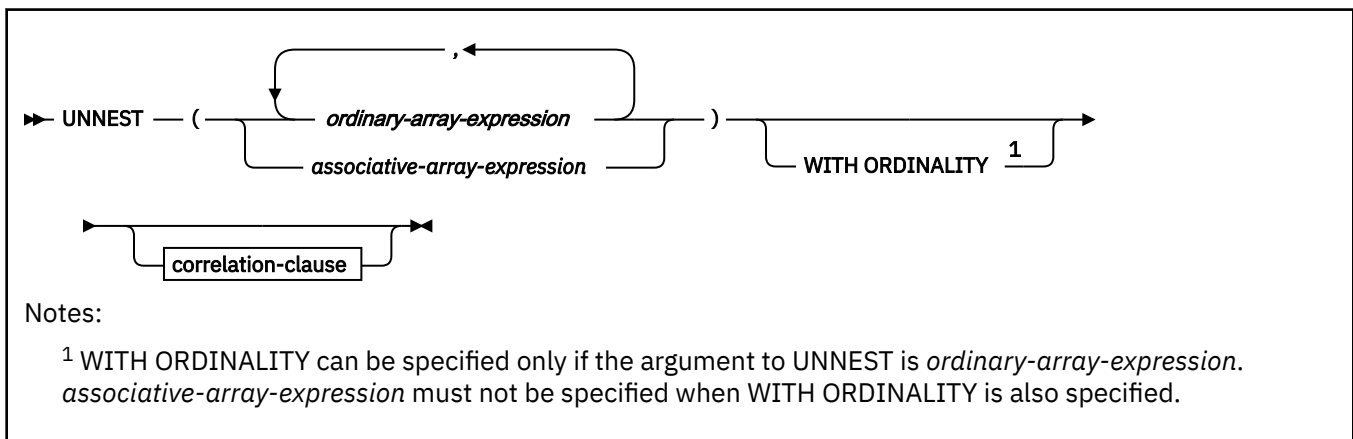 ,
UNNEST ( ordinary-array-expression )
associative-array-expression
WITH ORDINALITY 1
correlation-clause
Notes:
1 WITH ORDINALITY can be specified only if the argument to UNNEST is ordinary-array-expression.
associative-array-expression must not be specified when WITH ORDINALITY is also specified.